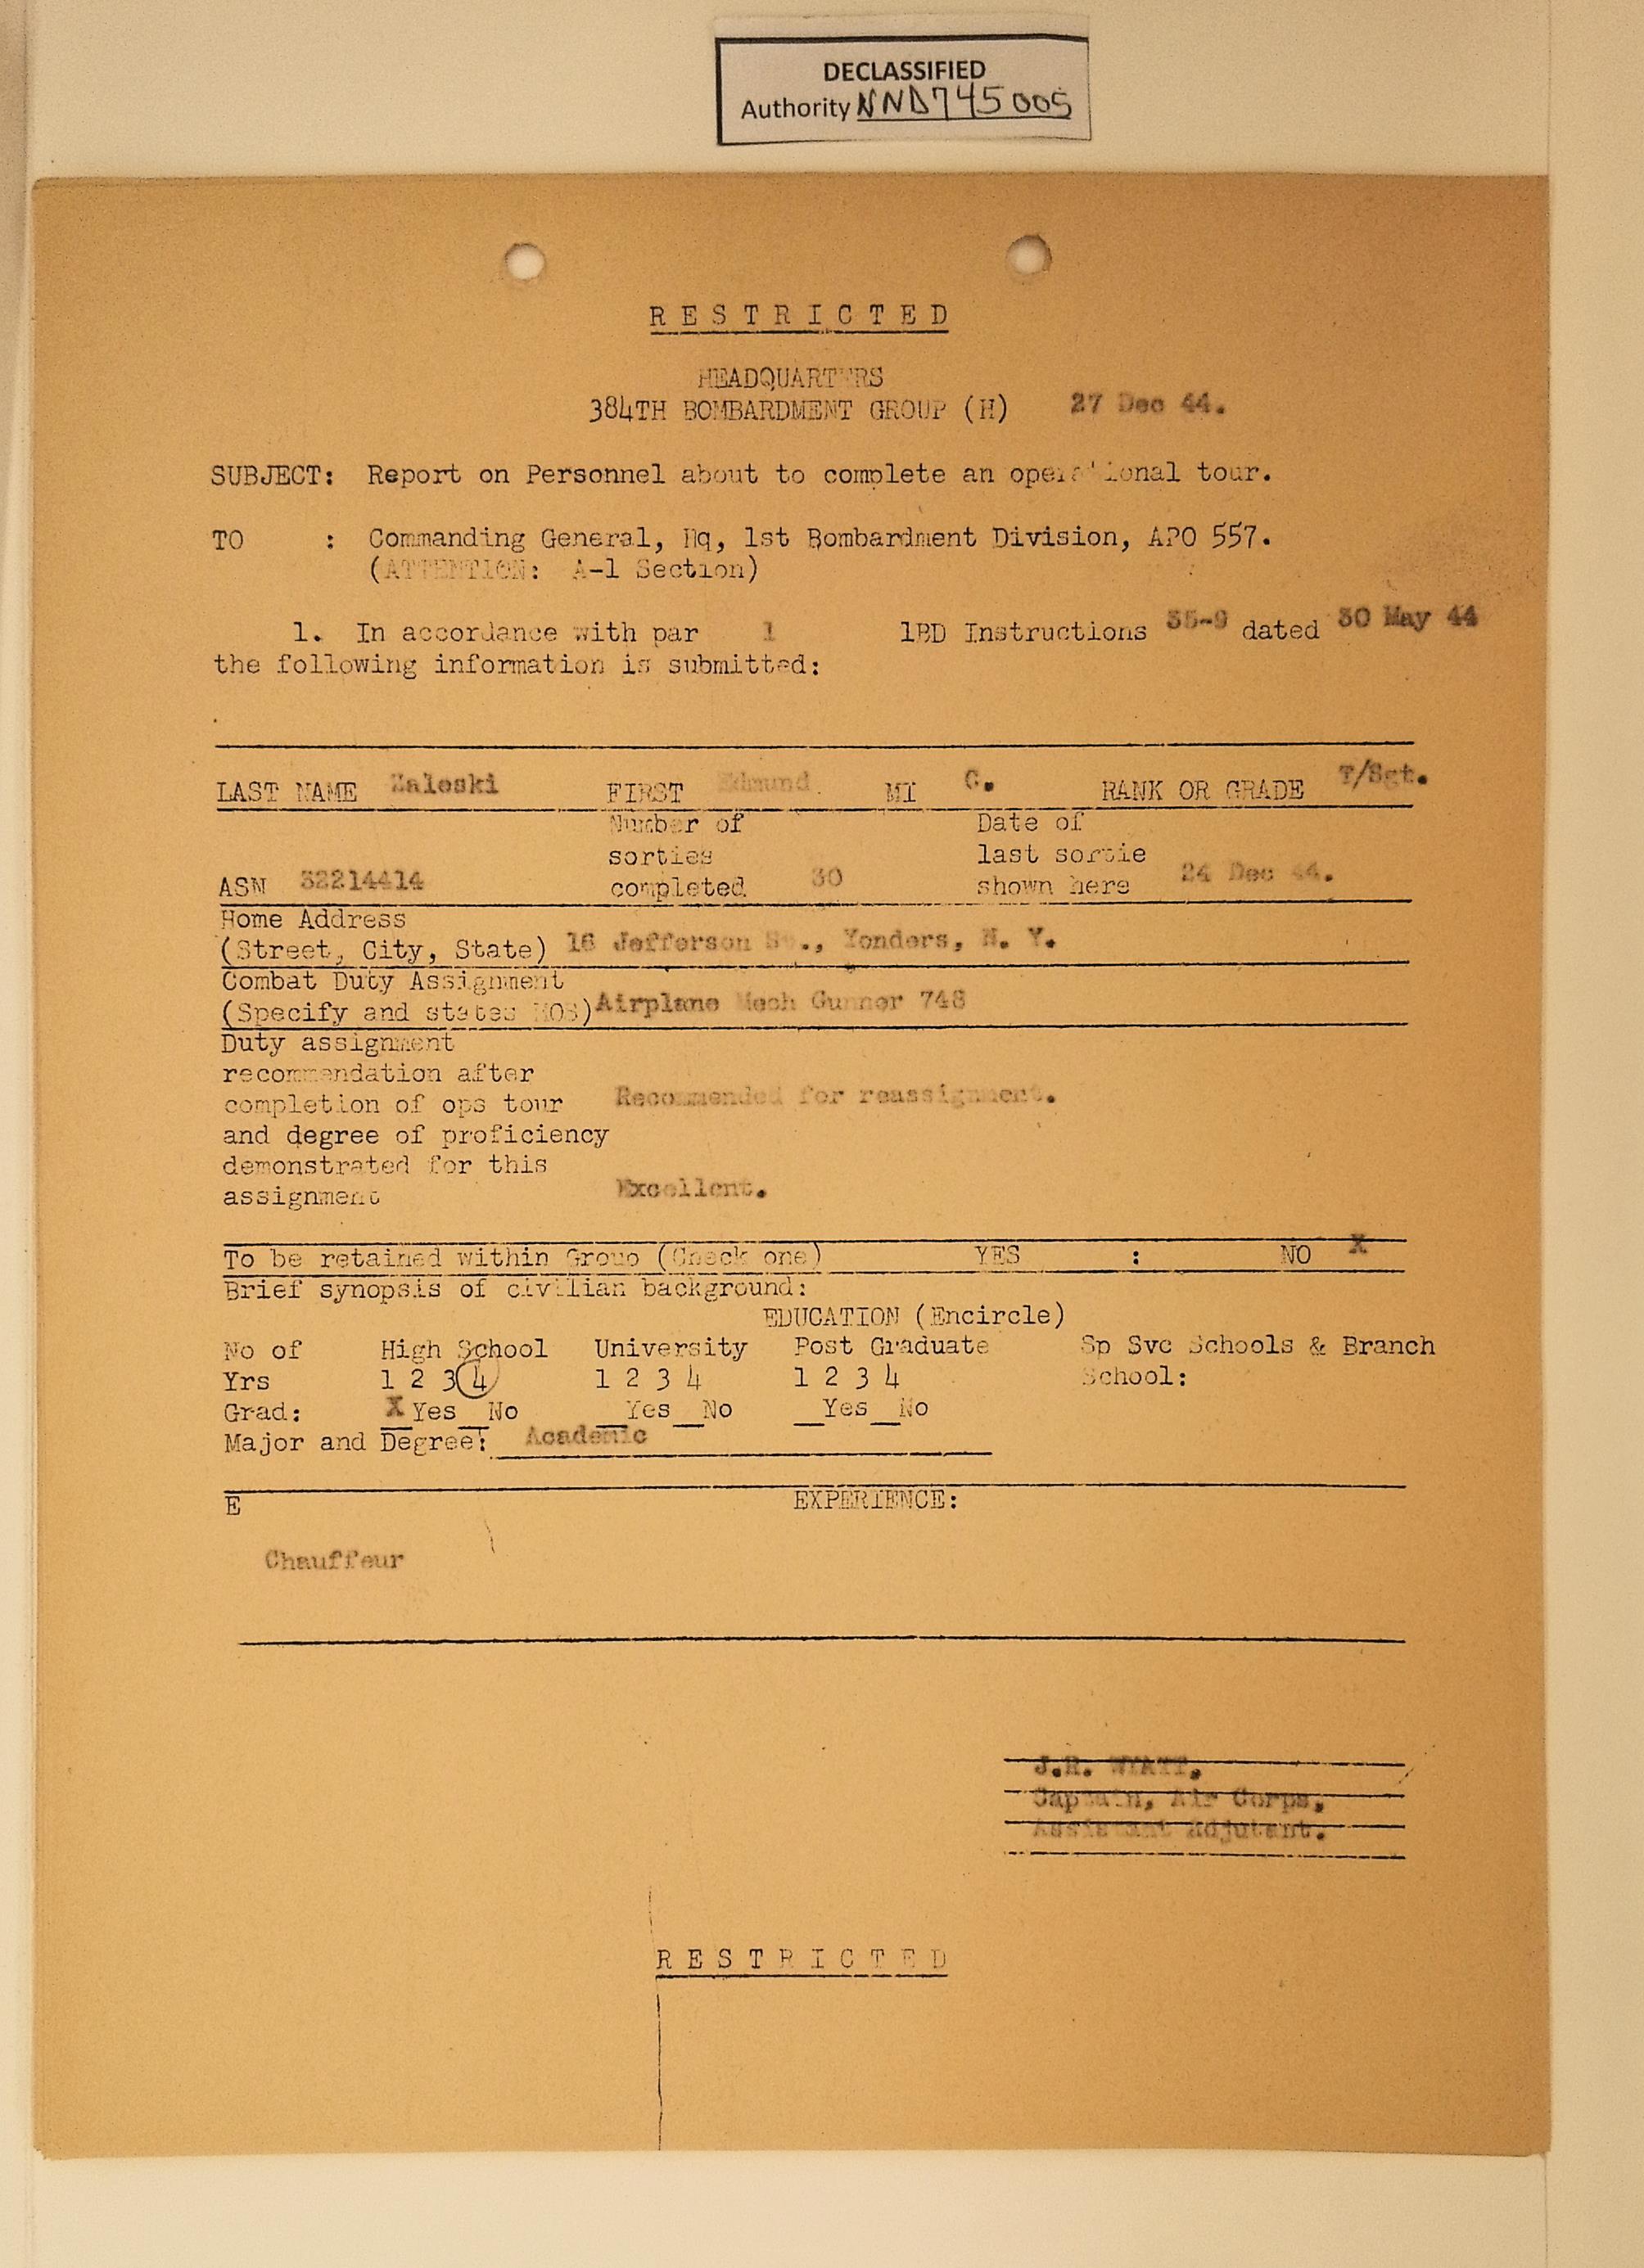 DECLASSIFIED
Authority NND745005
RESTRICTED
HEADQUARTERS
384TH BOMBARDMENT GROUP (H) 27 Dec 44.
SUBJECT: Report on Personnel about to complete an operational tour.
TO : Commanding General, Hq, 1st Bombardment Division, APO 557.
(ATTENTION: A-1 Section)
1. In accordance with par 1 1BD Instructions 35-9 dated 30 May 44
the following information is submitted:
LAST NAME Zaleski FIRST Edmund. MI C. RANK OR GRADE T/Sgt.
Number of Date of
sorties last sortie
ASN 32214414 completed 30 shown here 24 Dec 44.
Home Address
(Street, City, State) 16 Jefferson St., Yonders, N. Y.
Combat Duty Assignment
(Specify and states MOS) Airplane Mech Gunner 748
Duty assignment
recommendation after
completion of ops tour Recommended for reassignment.
and degree of proficiency
demonstrated for this
assignment Excellent.
To be retained within Group (Check one) YES : NO X
Brief synopsis of civilian background:
EDUCATION (Encircle)
No of High School University Post Graduate Sp Svc Schools & Branch
Yrs 1 2 3 4 1 2 3 4 1 2 3 4 School:
Grad: X Yes __No __Yes __No __Yes __No
Major and Degree: Academic
E EXPERIENCE:
Chauffeur
J.R. WYATT,
Captain, Air Corps,
Assistant Adjutant.
RESTRICTED